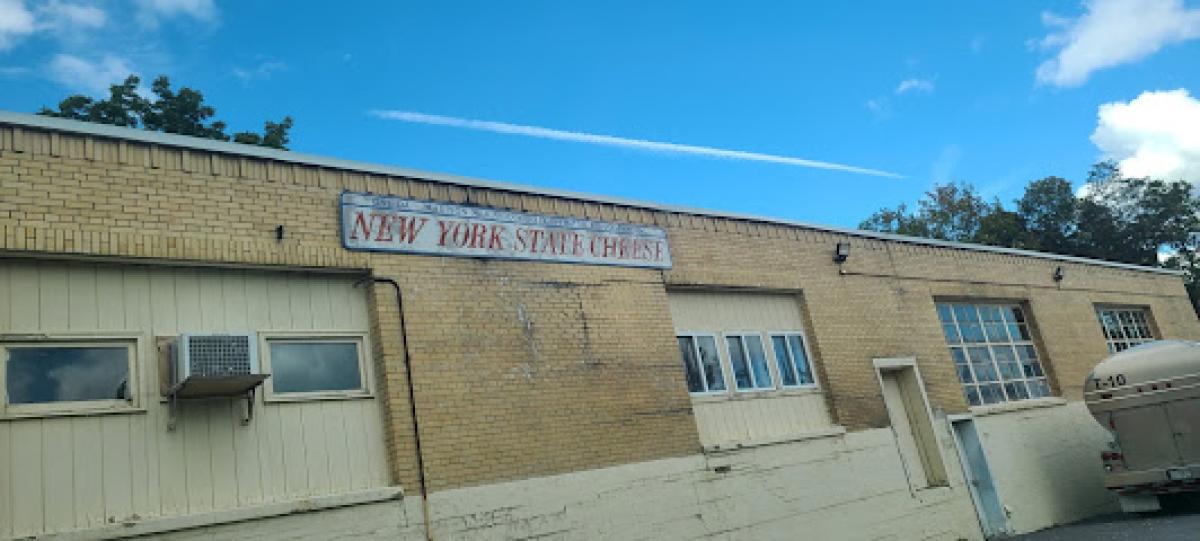 NEW YORK STATE CHEESE
T-10